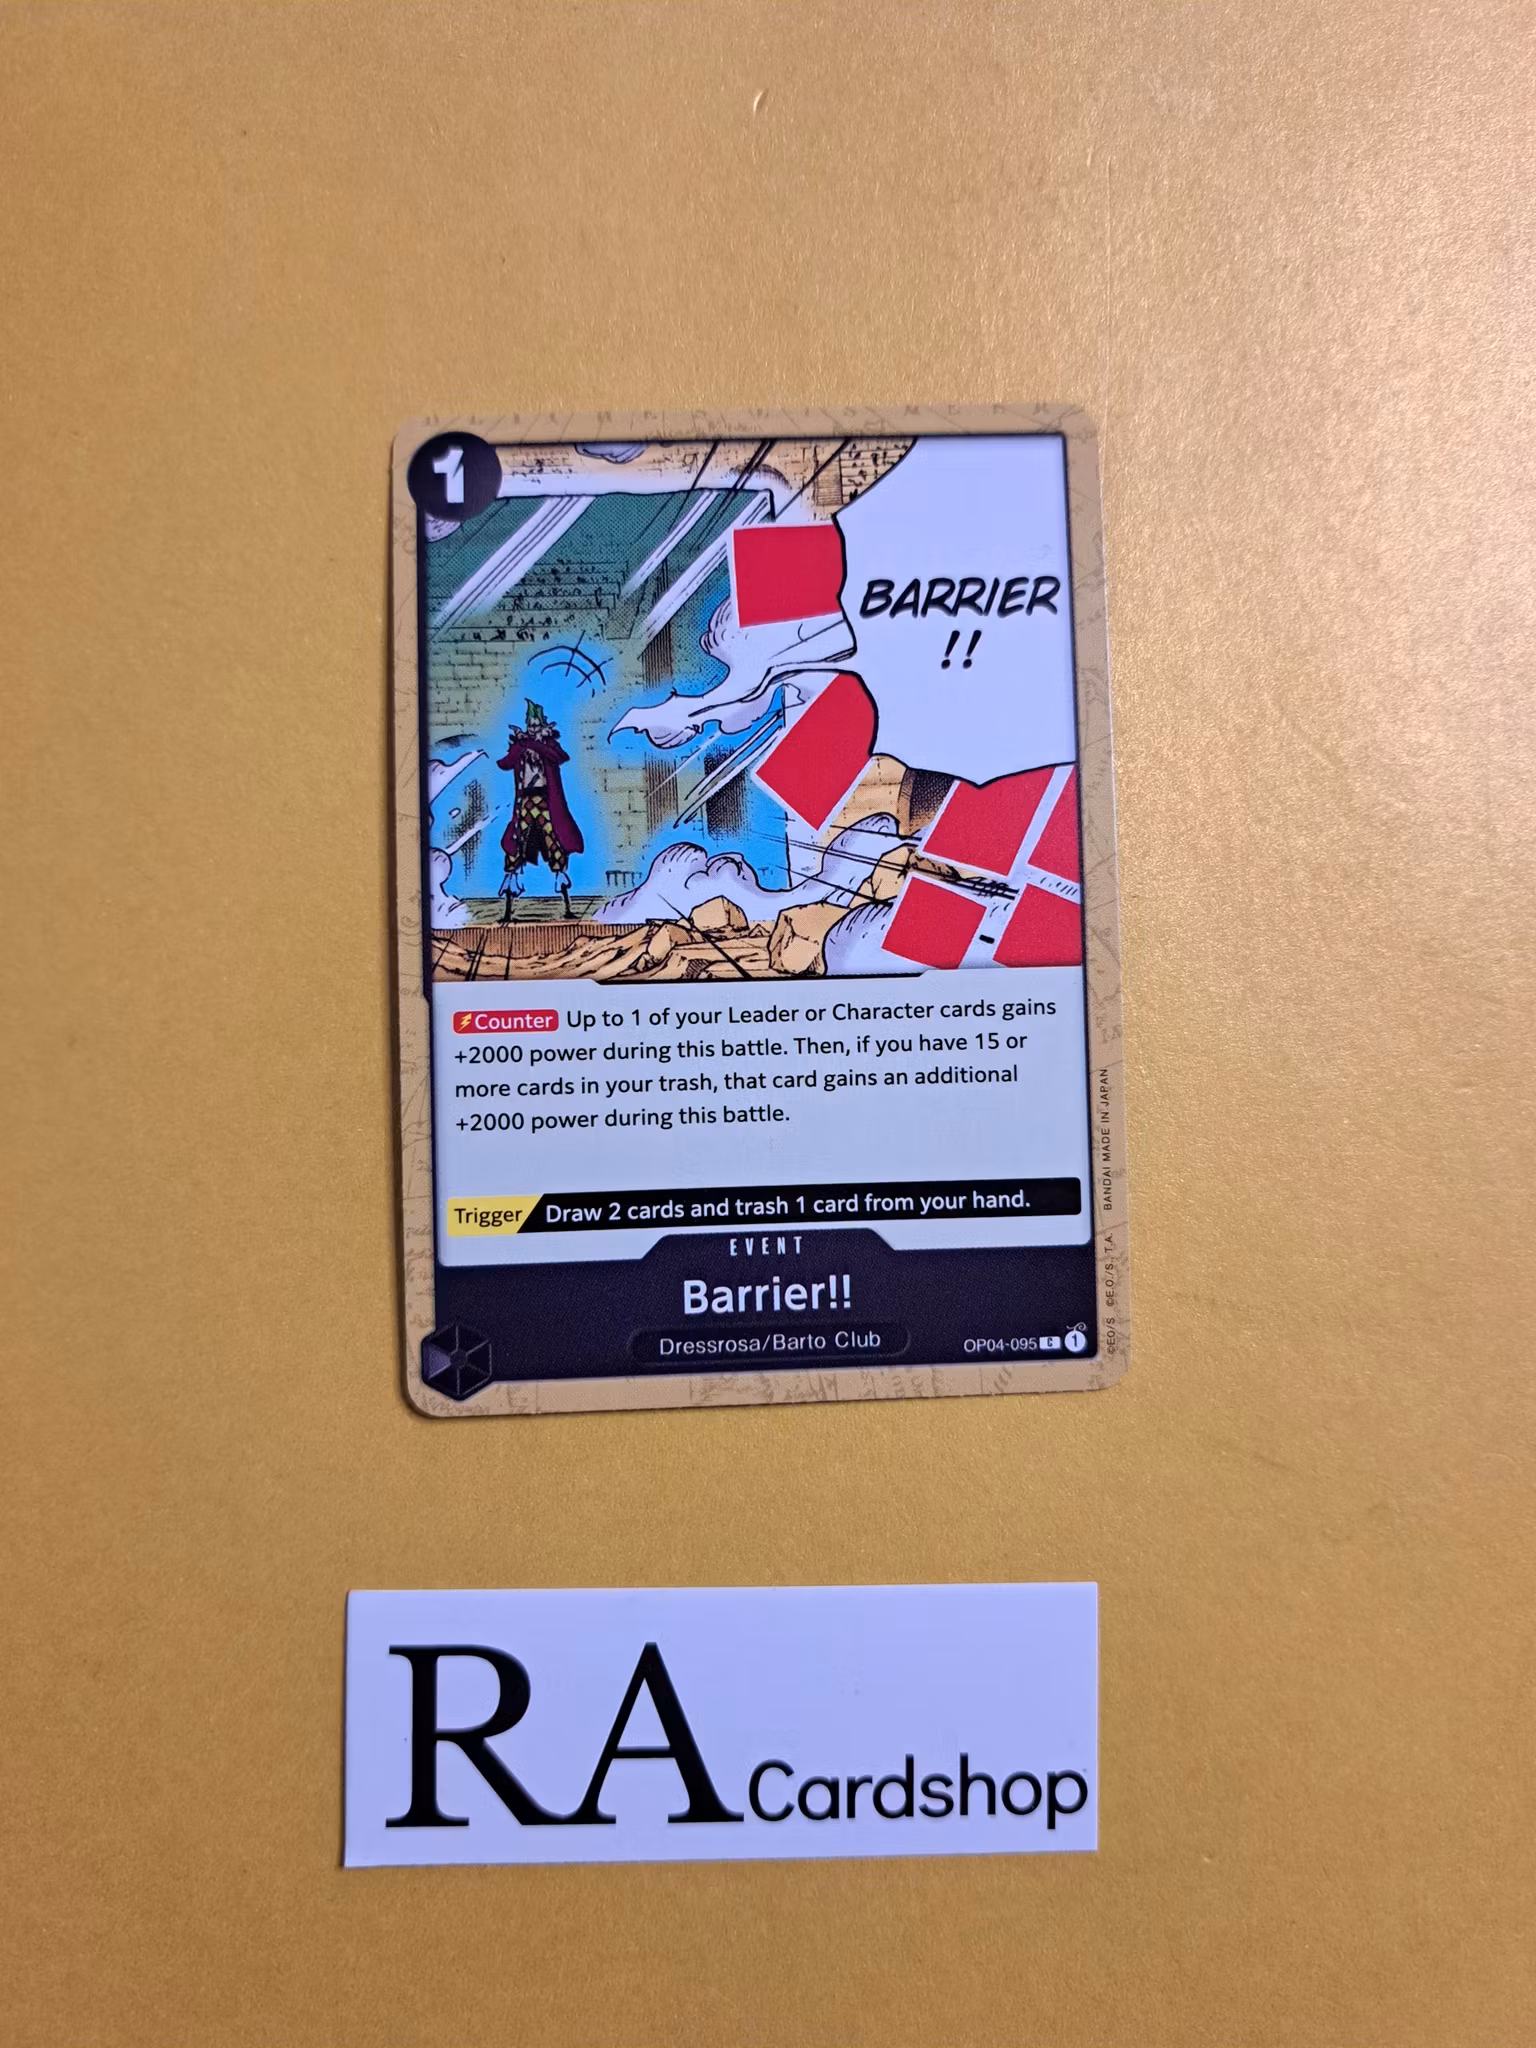 1
BARRIER
!!
Counter Up to 1 of your Leader or Character cards gains
+2000 power during this battle. Then, if you have 15 or
more cards in your trash, that card gains an additional
+2000 power during this battle.
Trigger Draw 2 cards and trash 1 card from your hand.
EVENT
Barrier!!
Dressrosa/Barto Club
OP04-095 C 1
©EO/S ©E.O./S., T.A. BANDAI MADE IN JAPAN
RA Cardshop